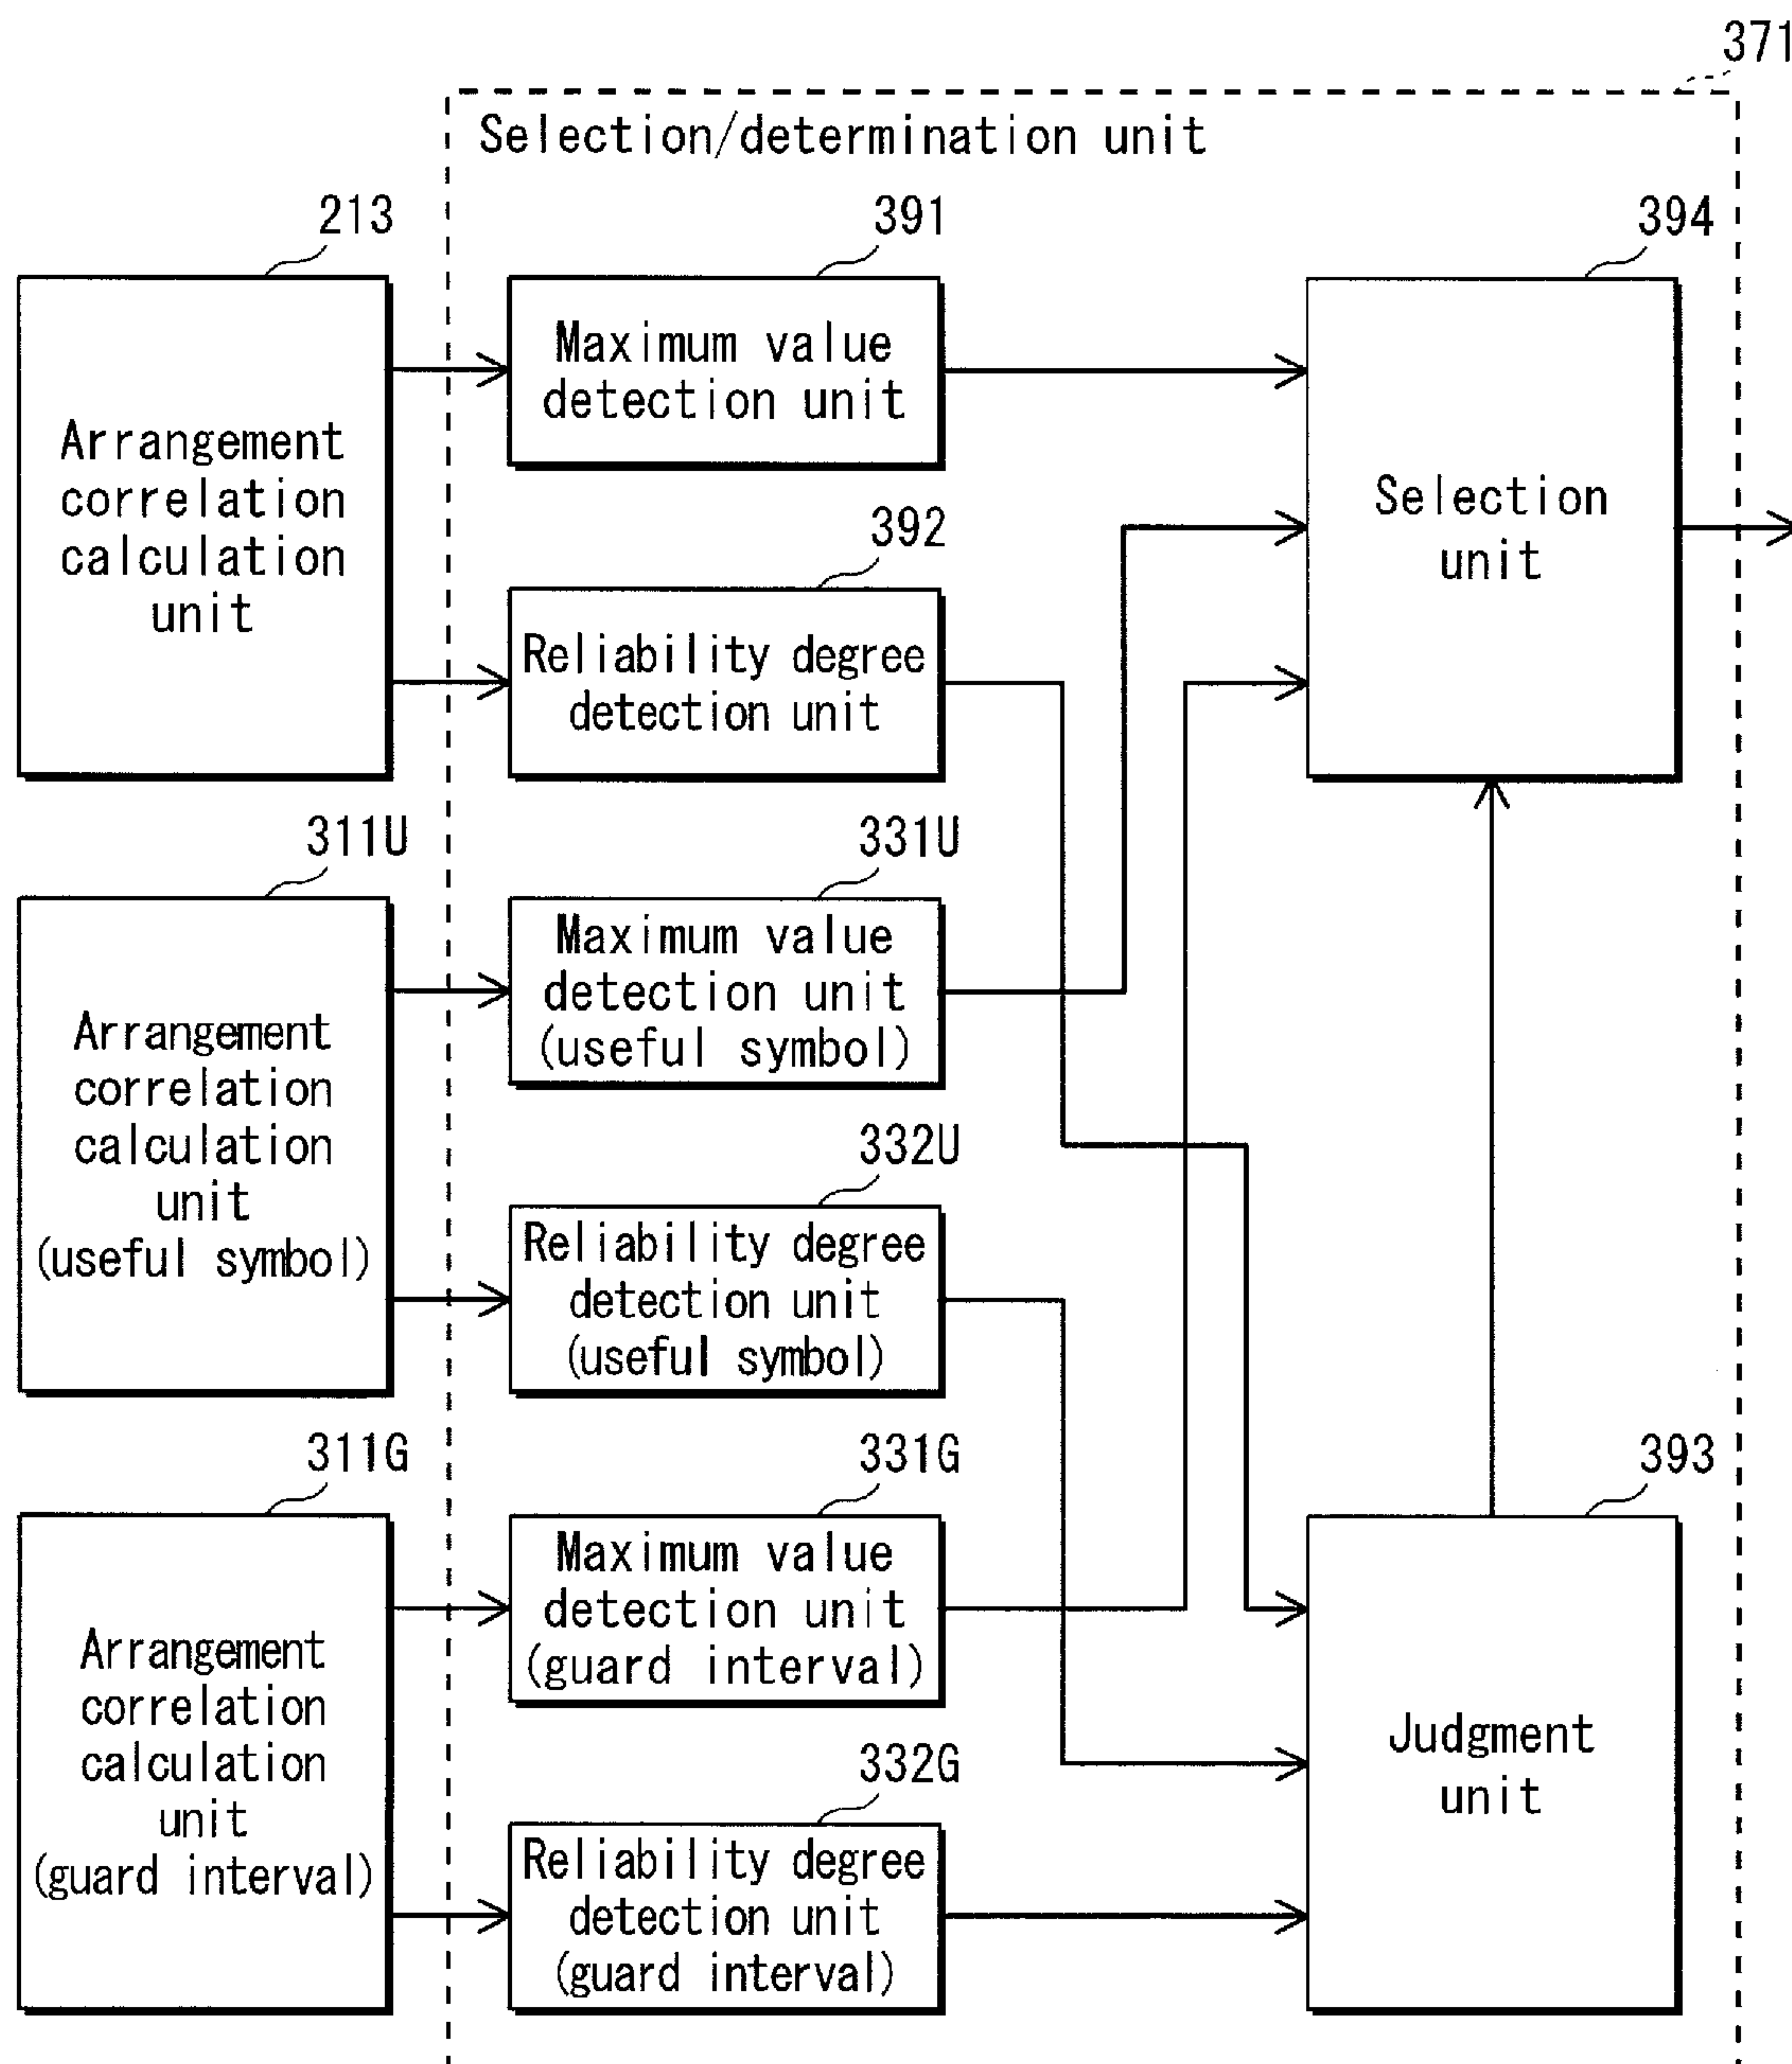 371
Selection/determination unit
213
391
394
Arrangement
correlation
calculation
unit
Maximum value
detection unit
Selection
unit
392
Reliability degree
detection unit
311U
331U
Arrangement
correlation
calculation
unit
(useful symbol)
Maximum value
detection unit
(useful symbol)
332U
Reliability degree
detection unit
(useful symbol)
311G
331G
393
Arrangement
correlation
calculation
unit
(guard interval)
Maximum value
detection unit
(guard interval)
Judgment
unit
332G
Reliability degree
detection unit
(guard interval)